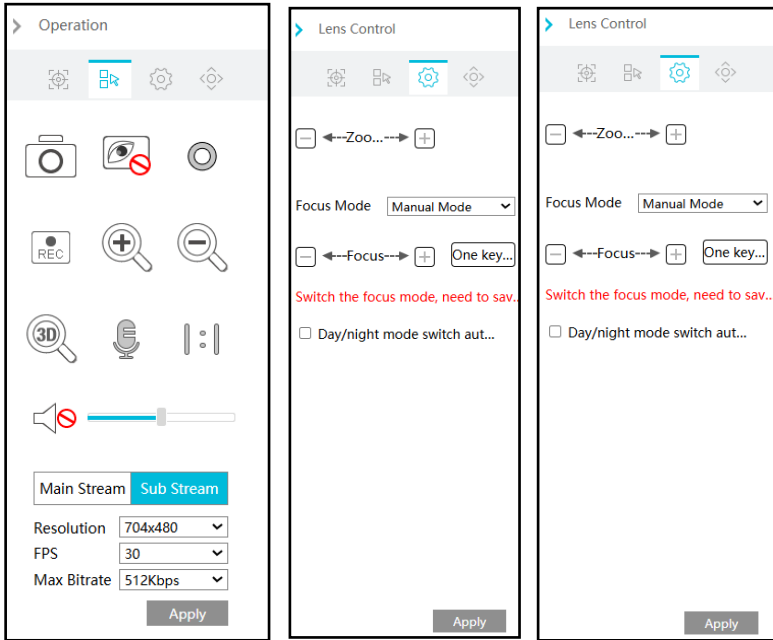 Operation
REC
3D
1:1
Main Stream Sub Stream
Resolution 704x480
FPS 30
Max Bitrate 512Kbps
Apply
Lens Control
Zoo...
Focus Mode Manual Mode
Focus One key...
Switch the focus mode, need to sav..
Day/night mode switch aut...
Apply
Lens Control
Zoo...
Focus Mode Manual Mode
Focus One key...
Switch the focus mode, need to sav..
Day/night mode switch aut...
Apply